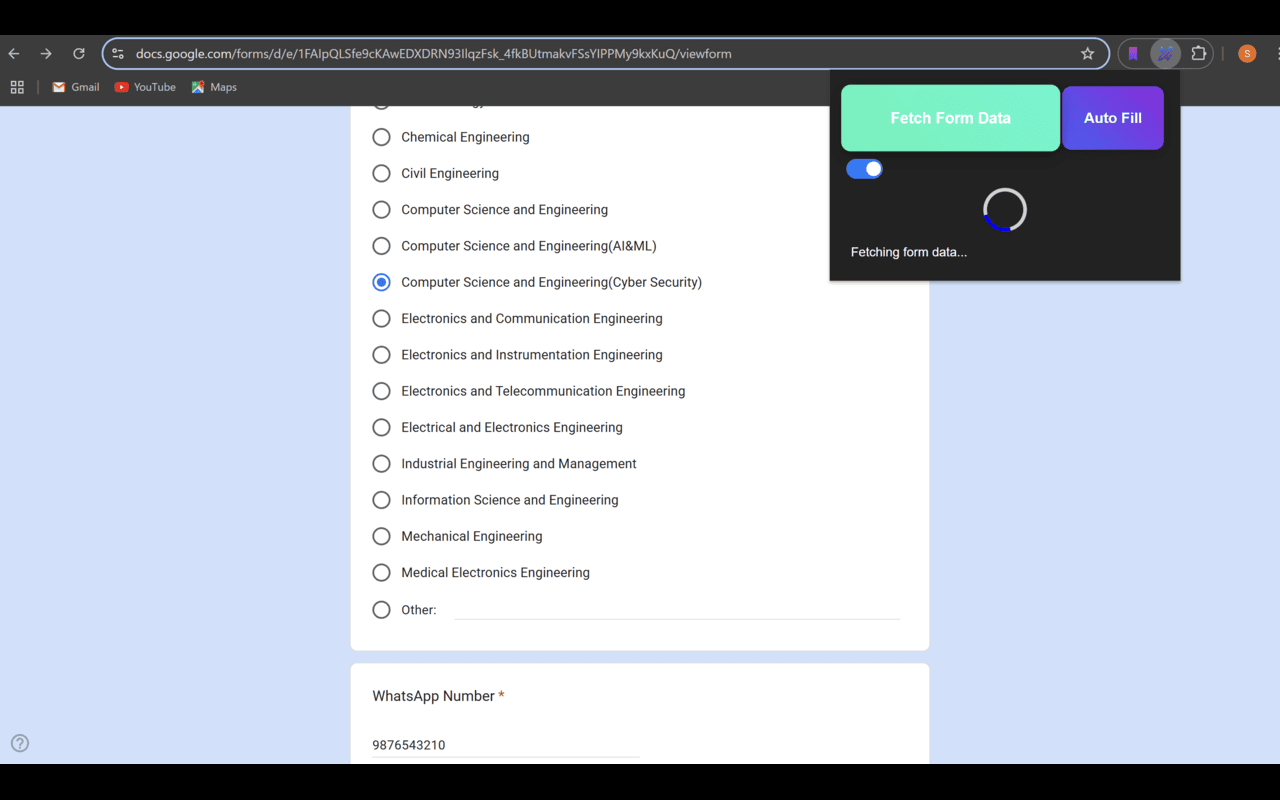 docs.google.com/forms/d/e/1FAIpQLSfe9cKAwEDXDRN93IlqzFsk_4fkBUtmakvFSsYIPPMy9kxKuQ/viewform
S
Gmail YouTube Maps
Fetch Form Data Auto Fill
Fetching form data...
Chemical Engineering
Civil Engineering
Computer Science and Engineering
Computer Science and Engineering(AI&ML)
Computer Science and Engineering(Cyber Security)
Electronics and Communication Engineering
Electronics and Instrumentation Engineering
Electronics and Telecommunication Engineering
Electrical and Electronics Engineering
Industrial Engineering and Management
Information Science and Engineering
Mechanical Engineering
Medical Electronics Engineering
Other:
WhatsApp Number *
9876543210